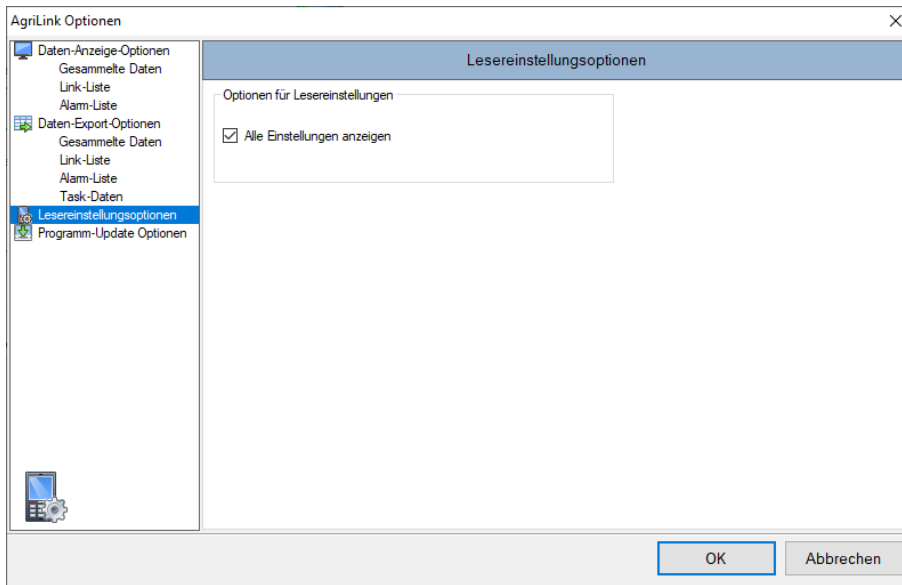 AgriLink Optionen
Daten-Anzeige-Optionen
Gesammelte Daten
Link-Liste
Alarm-Liste
Daten-Export-Optionen
Gesammelte Daten
Link-Liste
Alarm-Liste
Task-Daten
Lesereinstellungsoptionen
Programm-Update Optionen
Lesereinstellungsoptionen
Optionen für Lesereinstellungen
Alle Einstellungen anzeigen
OK
Abbrechen